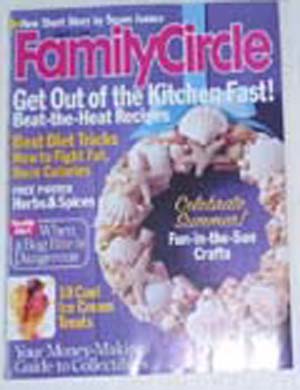 New Short Story by Susan Isaacs
FamilyCircle
Get Out of the Kitchen Fast!
Beat-the-Heat Recipes
Best Diet Tricks
How to Fight Fat,
Burn Calories
FREE POSTER
Herbs & Spices
Celebrate
Summer!
Fun-in-the-Sun
Crafts
When
a Bug Bite is
Dangerous
10 Cool
Ice Cream
Treats
Your Money-Making
Guide to Collectibles